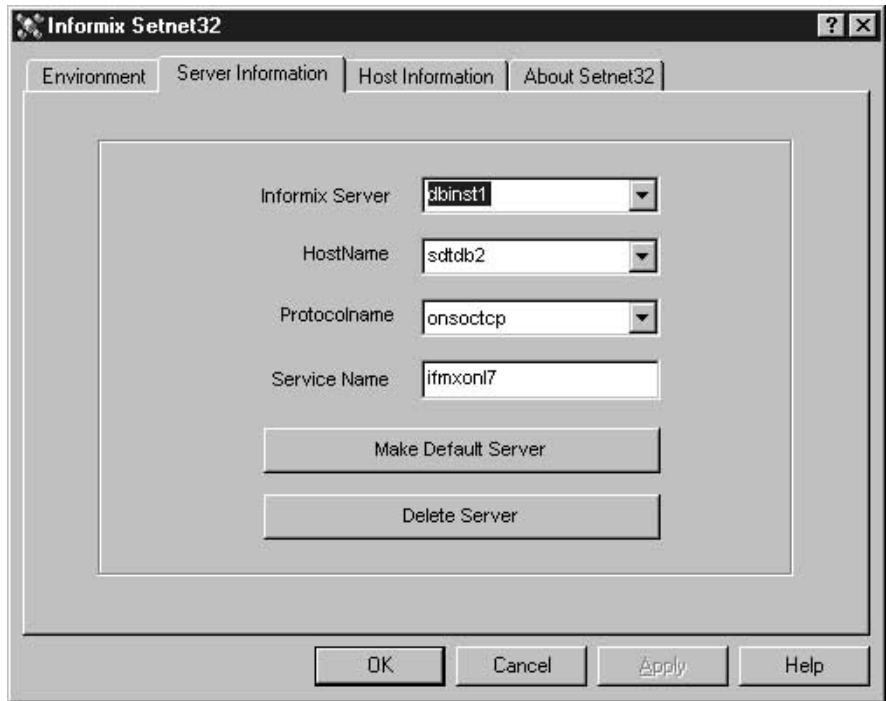 Informix Setnet32
Environment Server Information Host Information About Setnet32
Informix Server dbinst1
HostName sdtdb2
Protocolname onsoctcp
Service Name ifmxonl7
Make Default Server
Delete Server
OK Cancel Apply Help